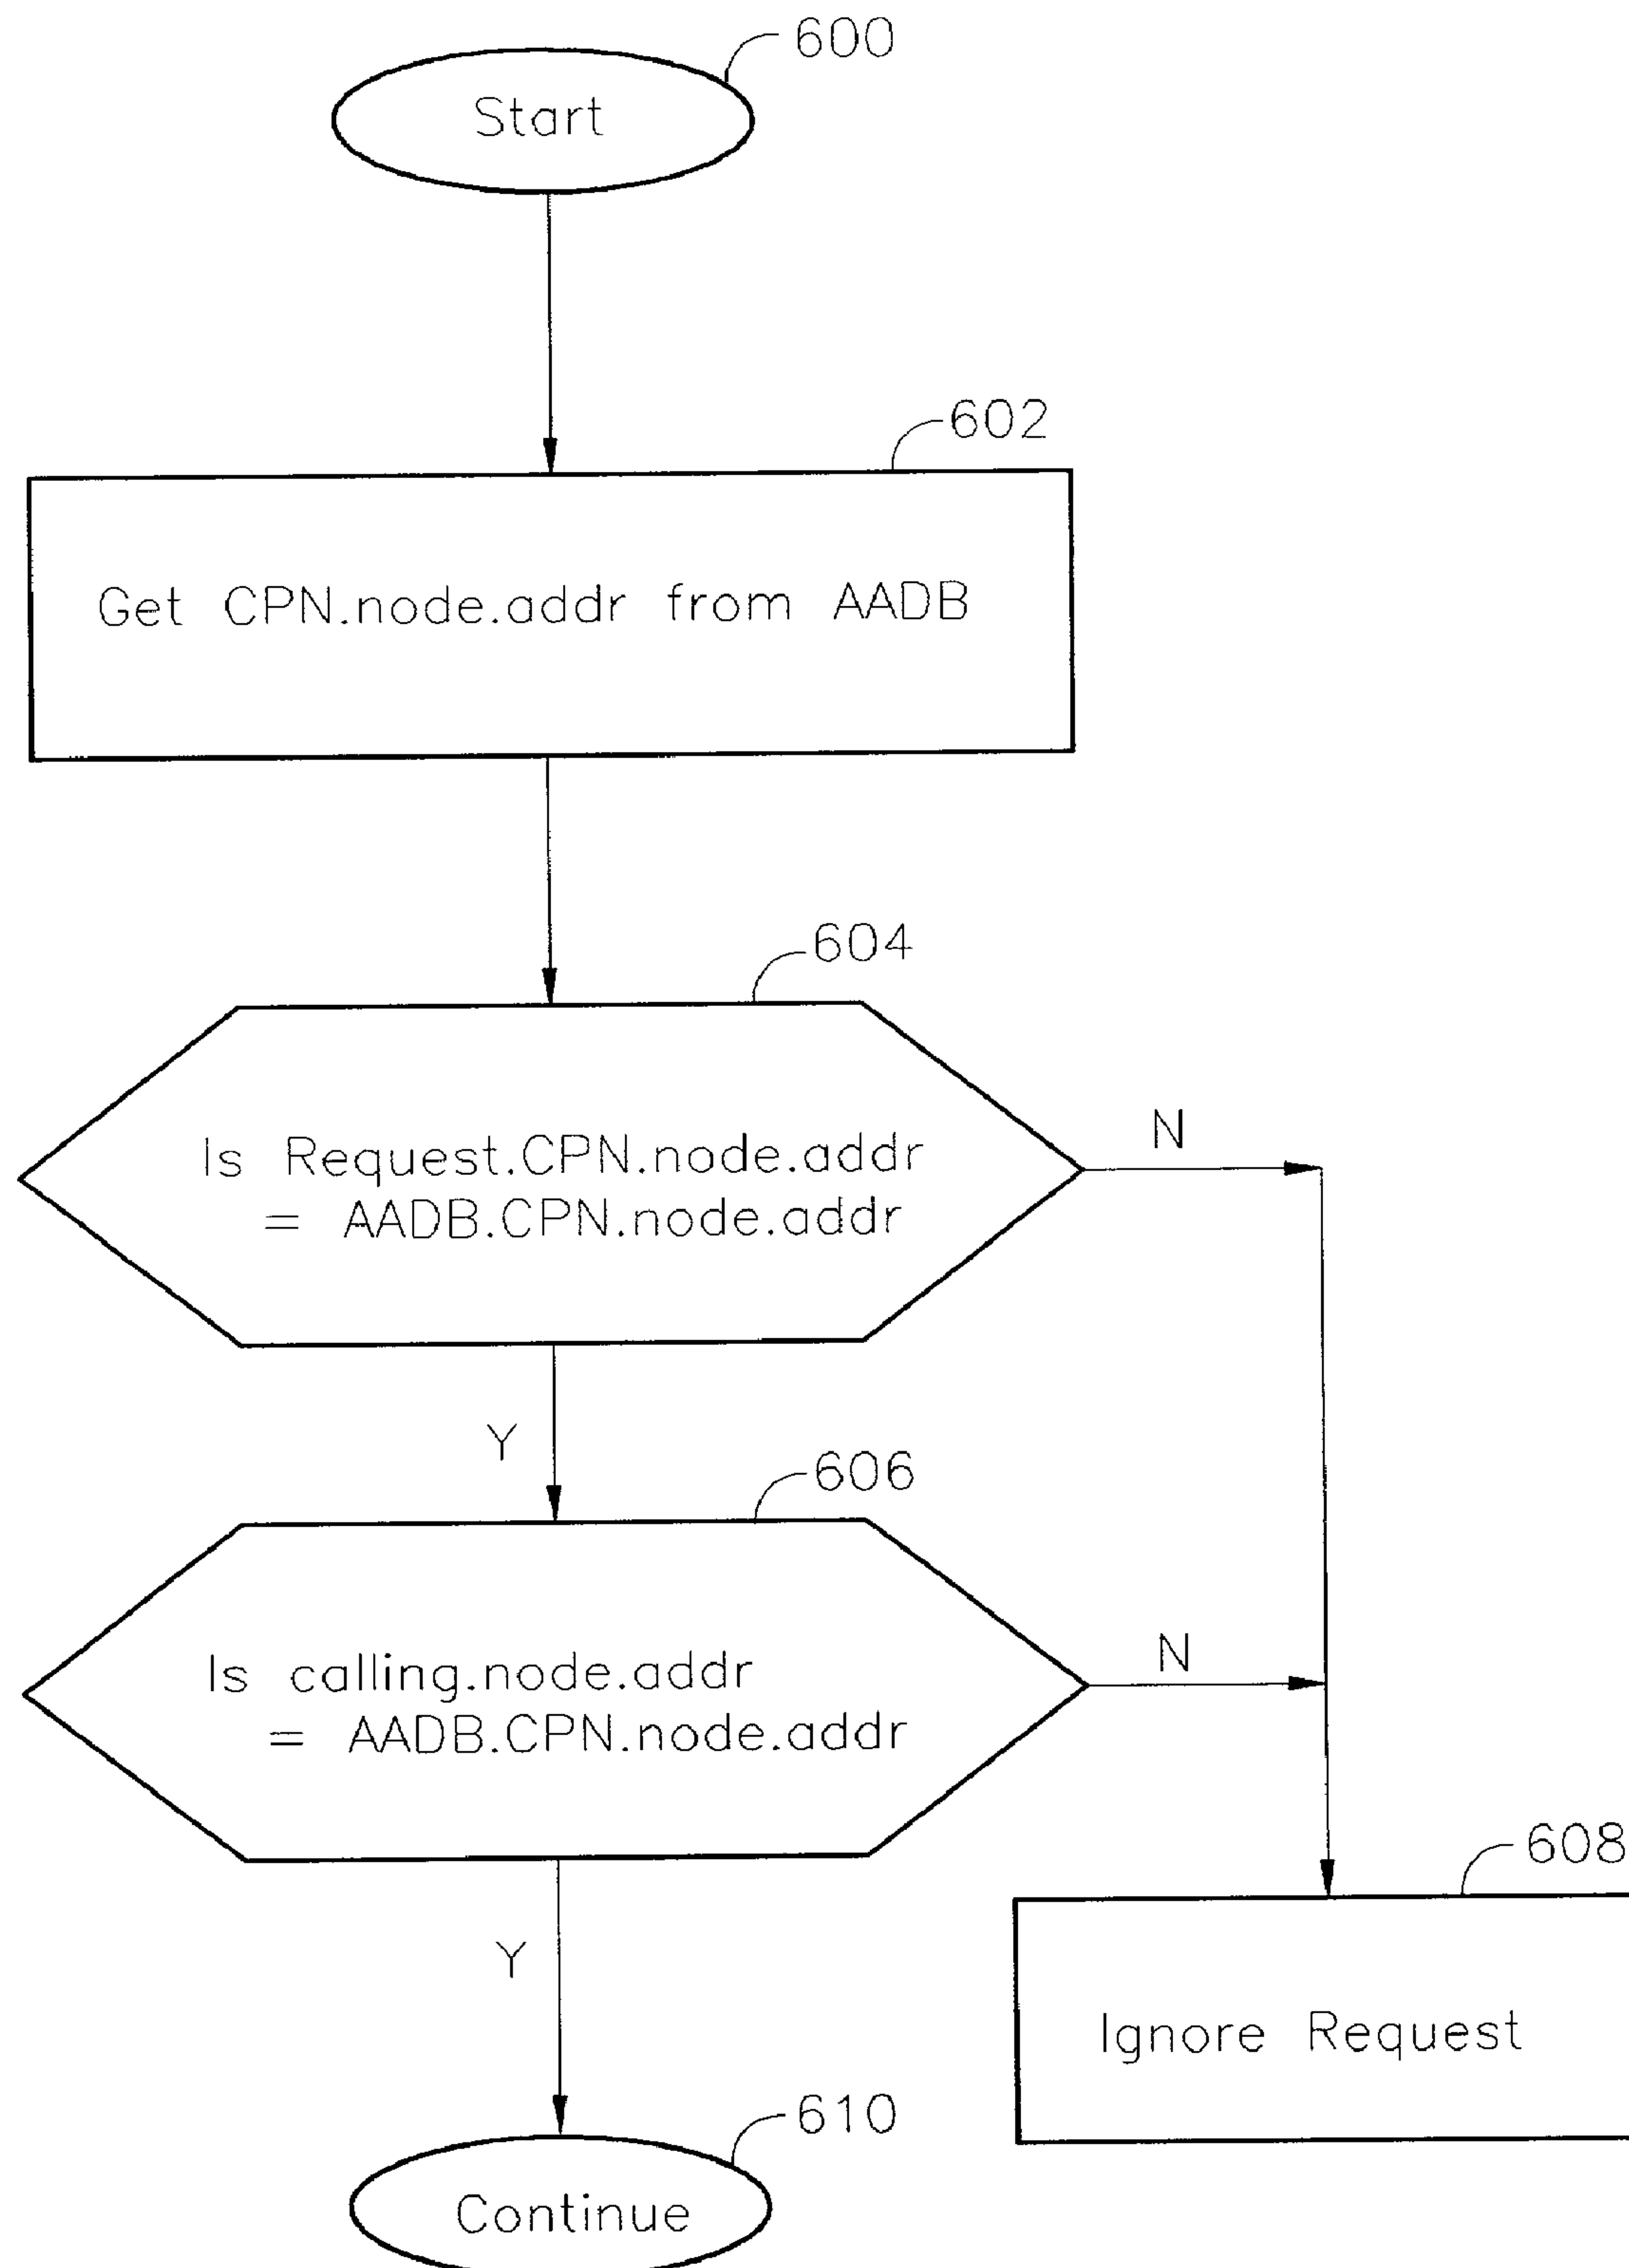 600
Start
602
Get CPN.node.addr from AADB
604
Is Request.CPN.node.addr
= AADB.CPN.node.addr
N
Y
606
Is calling.node.addr
= AADB.CPN.node.addr
N
Y
608
Ignore Request
610
Continue